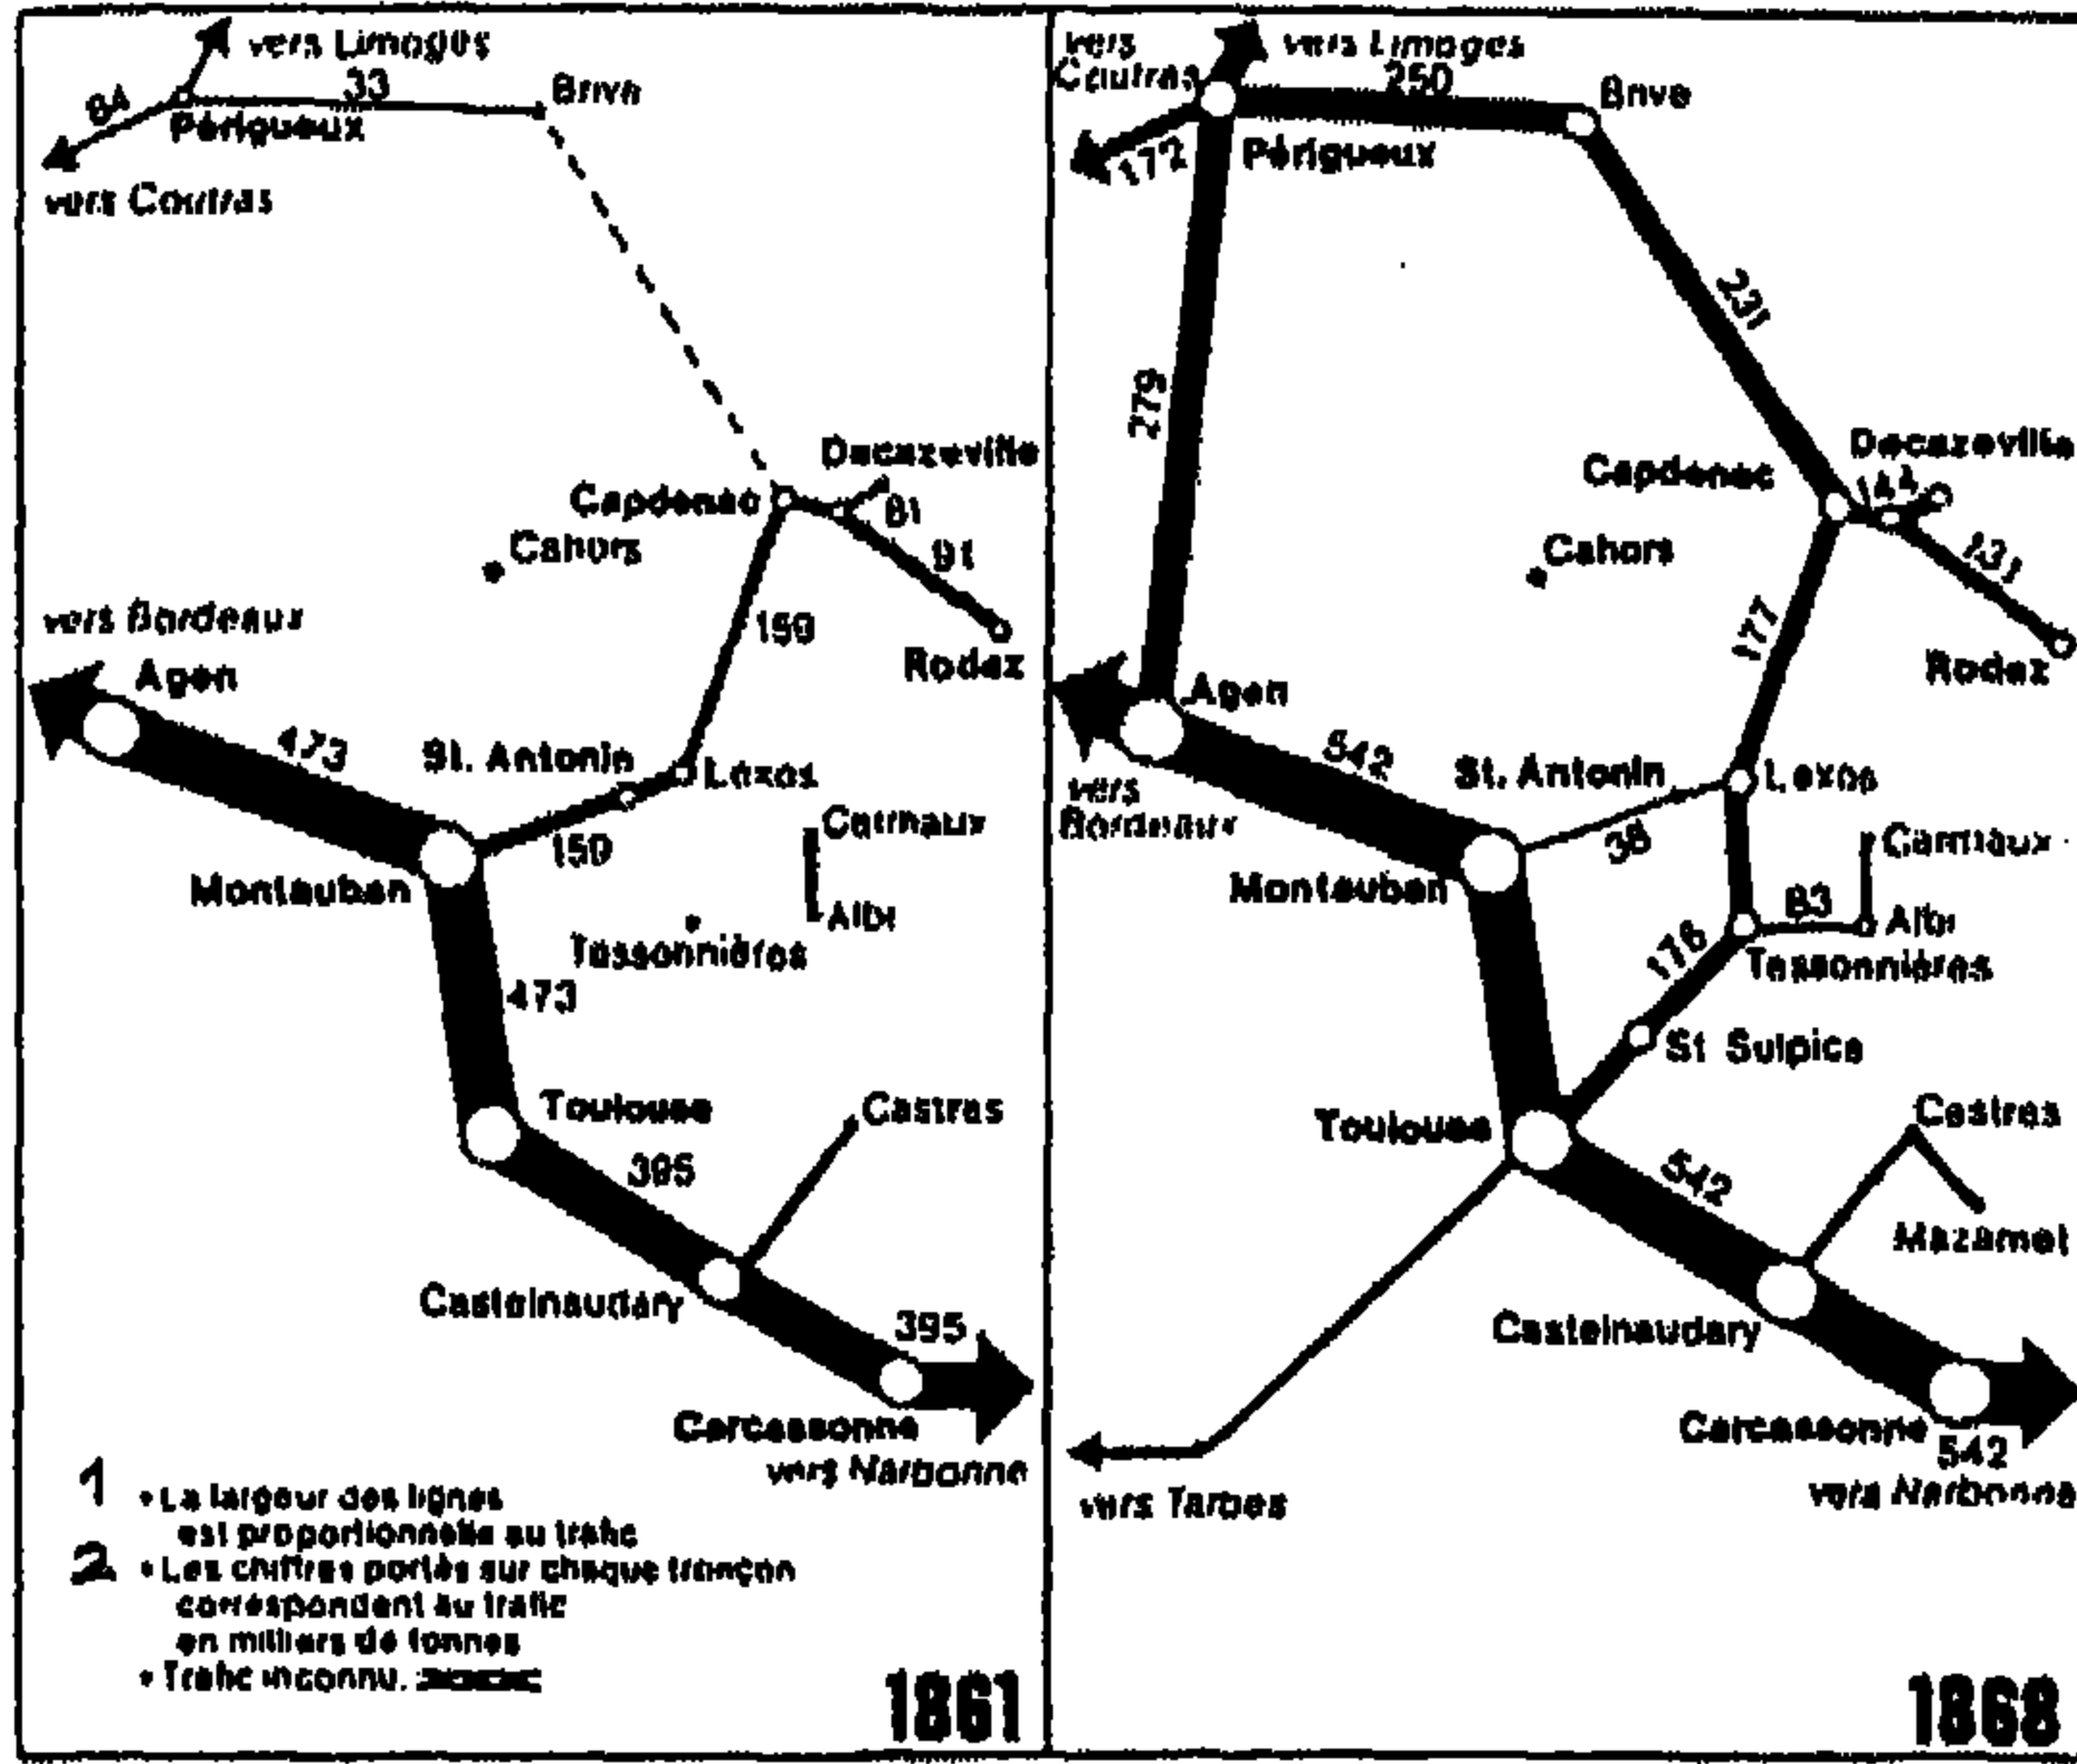 vers Limoges
84
33
Brive
Périgueux
vers Coutras
Decazeville
Capdenac
81
Cahors
91
150
Rodez
vers Bordeaux
Agen
473
St. Antonin
Lexos
150
Carmaux
Montauban
Albi
Tessonnières
473
Toulouse
Castres
395
Castelnaudary
395
Carcassonne
vers Narbonne
1 • La largeur des lignes
est proportionnelle au trafic
2 • Les chiffres portés sur chaque tronçon
correspondent au trafic
en milliers de tonnes
• Trafic inconnu.
1861
vers
Coutras
vers Limoges
250
Brive
172
Périgueux
231
279
Decazeville
Capdenac
144
Cahors
131
177
Rodez
Agen
542
St. Antonin
Lexos
vers
Bordeaux
38
Carmaux
Montauban
83
Albi
176
Tessonnières
St Sulpice
Toulouse
Castres
542
Mazamet
Castelnaudary
Carcassonne
542
vers Narbonne
vers Tarbes
1868